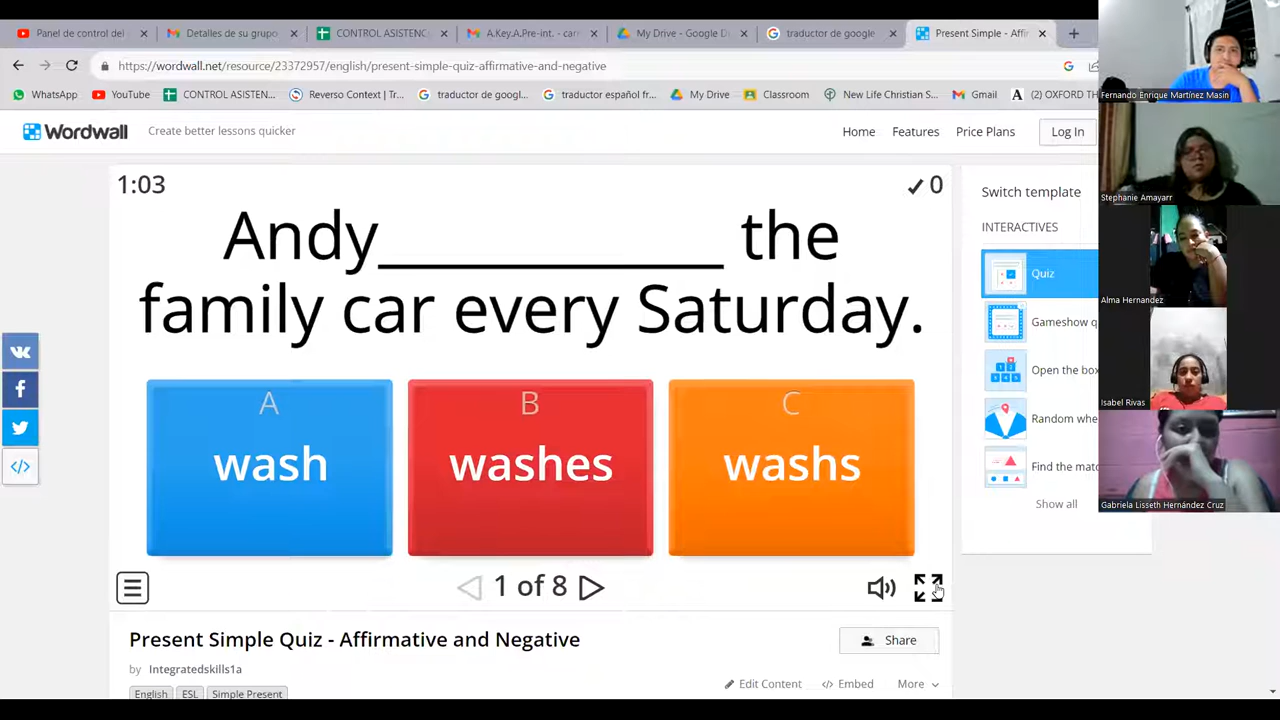 Panel de control del
Detalles de su grupo
CONTROL ASISTENC
A.Key.A,Pre-int. - carr
My Drive - Google D
traductor de google
Present Simple - Affi
https://wordwall.net/resource/23372957/english/present-simple-quiz-affirmative-and-negative
WhatsApp
YouTube
CONTROL ASISTEN...
Reverso Context | Tr...
traductor de googl...
traductor español fr...
My Drive
Classroom
New Life Christian S...
Gmail
(2) OXFORD TH
Wordwall
Create better lessons quicker
Home
Features
Price Plans
Log In
1:03
✓ 0
Andy____________ the
family car every Saturday.
A
wash
B
washes
C
washs
1 of 8
Present Simple Quiz - Affirmative and Negative
Share
by Integratedskills1a
English
ESL
Simple Present
Edit Content
</> Embed
More
Switch template
INTERACTIVES
Quiz
Gameshow q
Open the box
Random whe
Find the matc
Show all
Fernando Enrique Martínez Masin
Stephanie Amayarr
Alma Hernandez
Isabel Rivas
Gabriela Lisseth Hernández Cruz